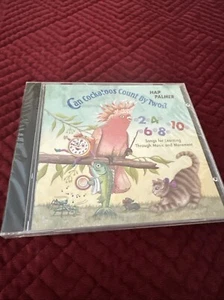 Can Cockatoos Count By Twos?
HAP
PALMER
2 4
6 8 10
Songs for Learning
Through Music and Movement